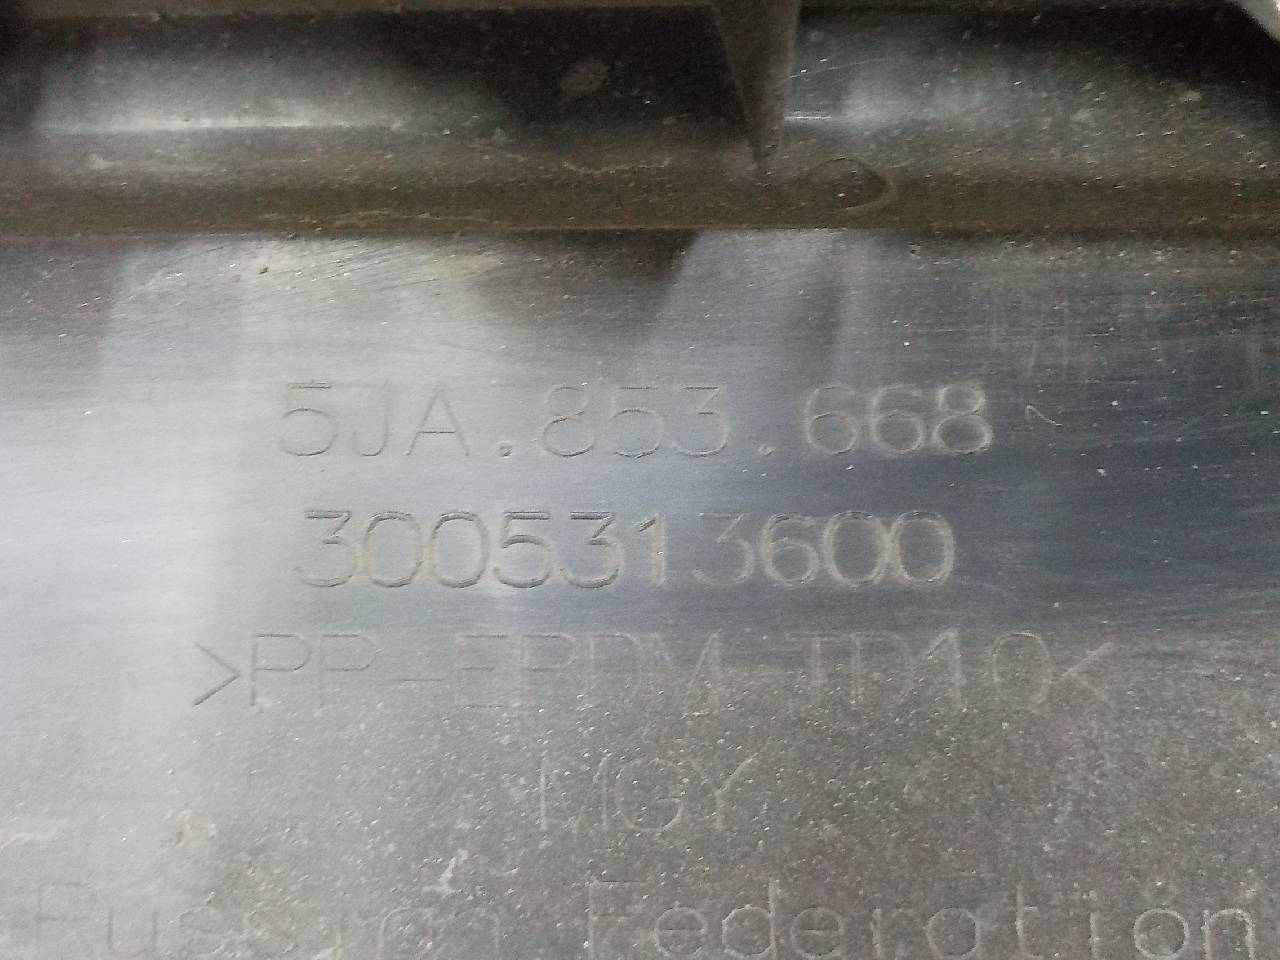 5JA.853.668
3005313600
>PP-EPDM-TD10<
MGY
Russian Federation